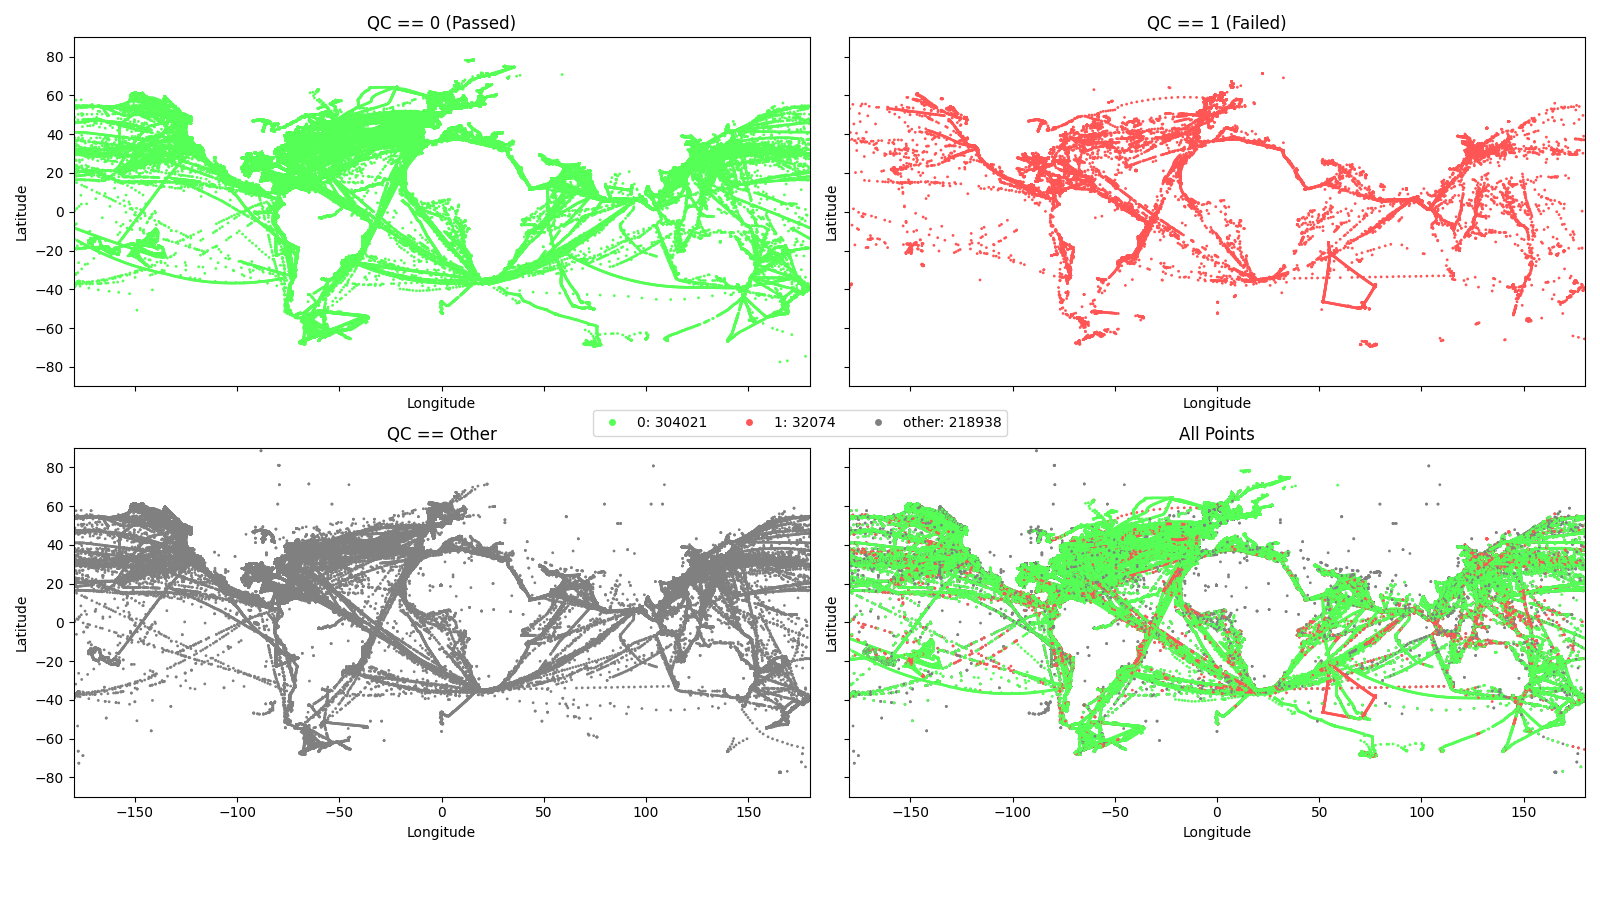 QC == 0 (Passed)
QC == 1 (Failed)
80
60
40
20
0
−20
−40
−60
−80
Latitude
Latitude
Longitude
Longitude
0: 304021 1: 32074 other: 218938
QC == Other
All Points
80
60
40
20
0
−20
−40
−60
−80
Latitude
Latitude
−150 −100 −50 0 50 100 150
−150 −100 −50 0 50 100 150
Longitude
Longitude